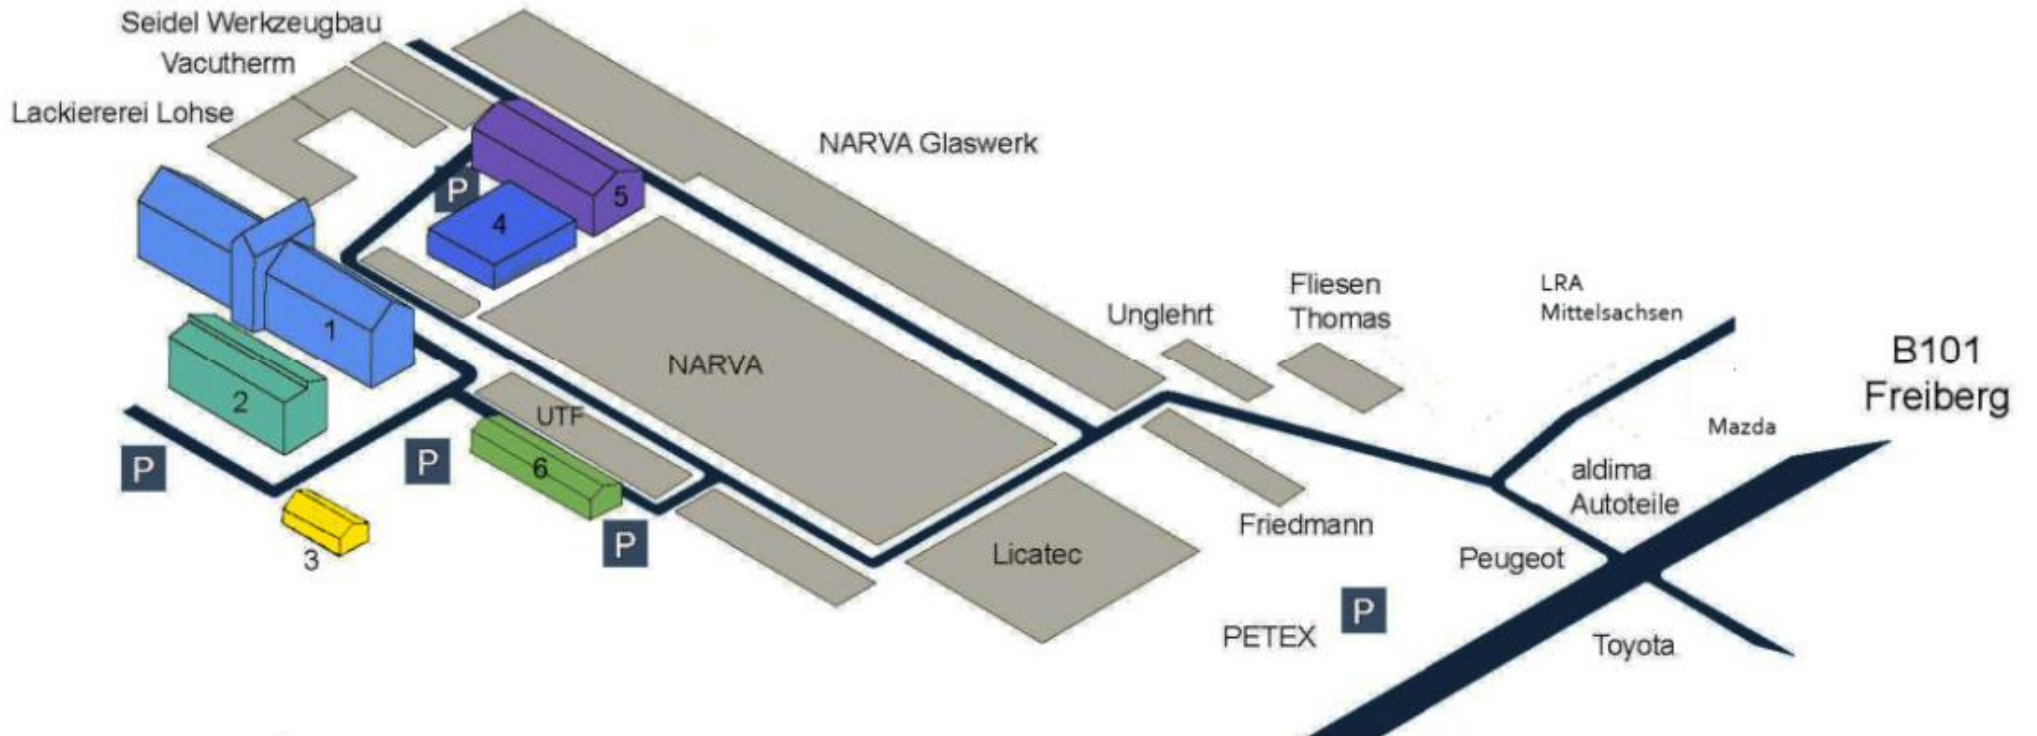 Seidel Werkzeugbau
Vacutherm
Lackiererei Lohse
NARVA Glaswerk
P
5
4
1
2
NARVA
UTF
6
P
P
P
3
Unglehrt
Fliesen
Thomas
LRA
Mittelsachsen
B101
Freiberg
Mazda
aldima
Autoteile
Friedmann
Licatec
Peugeot
P
PETEX
Toyota